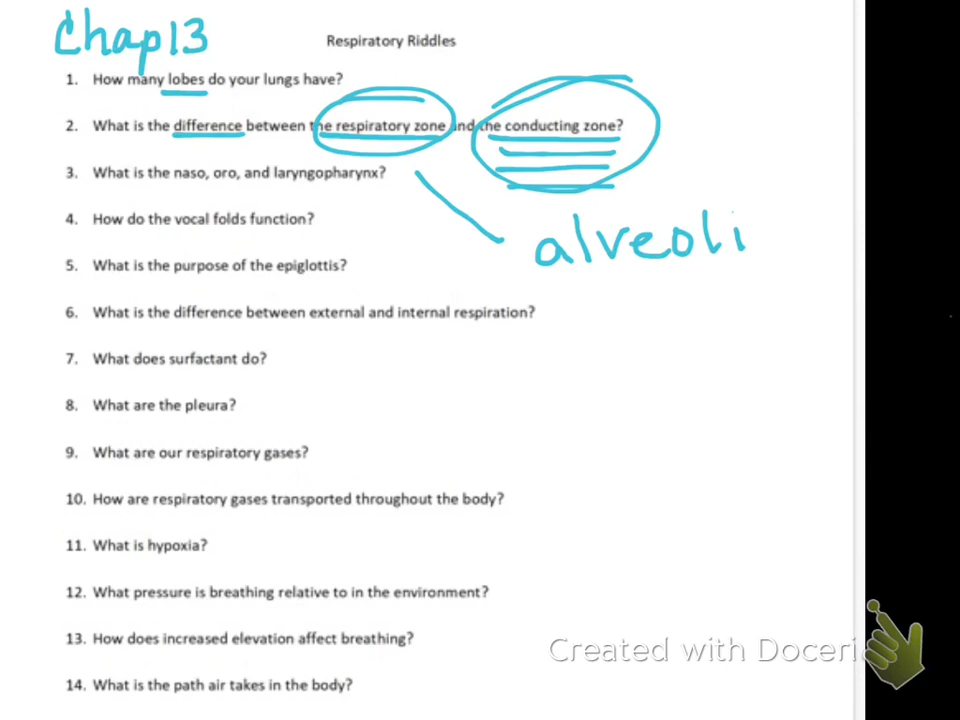 Chap 13
Respiratory Riddles
1. How many lobes do your lungs have?
2. What is the difference between the respiratory zone and the conducting zone?
3. What is the naso, oro, and laryngopharynx?
4. How do the vocal folds function?
alveoli
5. What is the purpose of the epiglottis?
6. What is the difference between external and internal respiration?
7. What does surfactant do?
8. What are the pleura?
9. What are our respiratory gases?
10. How are respiratory gases transported throughout the body?
11. What is hypoxia?
12. What pressure is breathing relative to in the environment?
13. How does increased elevation affect breathing?
Created with Doceri
14. What is the path air takes in the body?